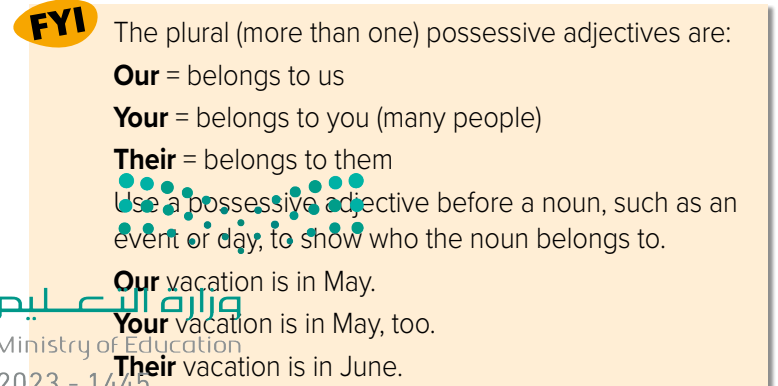 FYI
The plural (more than one) possessive adjectives are:
Our = belongs to us
Your = belongs to you (many people)
Their = belongs to them
Use a possessive adjective before a noun, such as an
event or day, to show who the noun belongs to.
Our vacation is in May.
وزارة التعليم
Your vacation is in May, too.
Ministry of Education
Their vacation is in June.
2023 - 1445